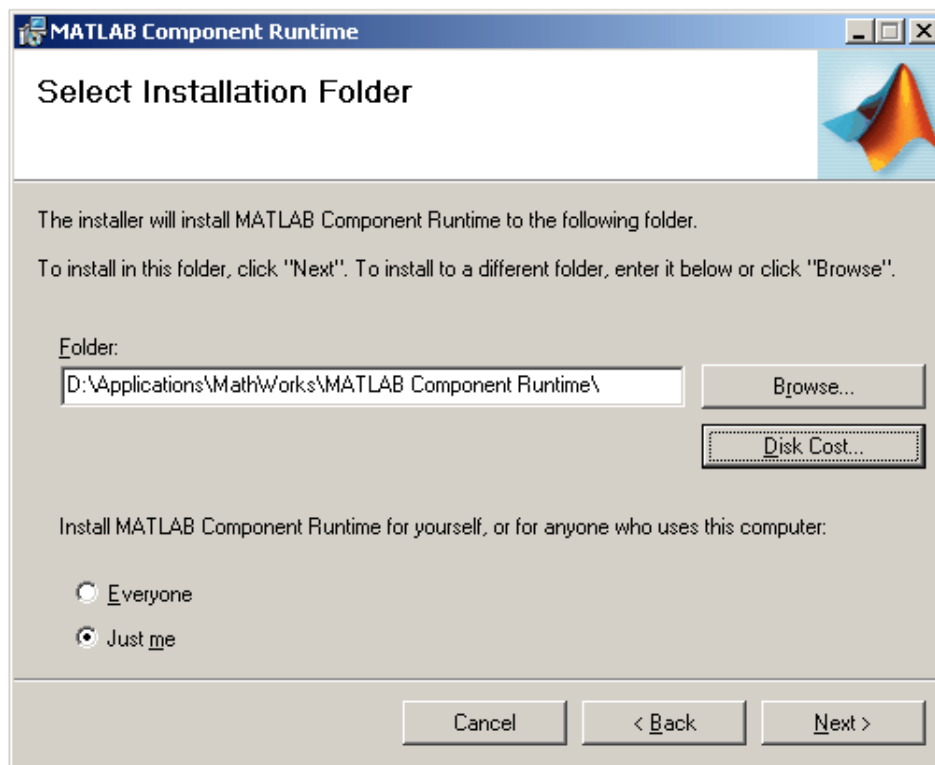 MATLAB Component Runtime
Select Installation Folder
The installer will install MATLAB Component Runtime to the following folder.
To install in this folder, click "Next". To install to a different folder, enter it below or click "Browse".
Folder:
D:\Applications\MathWorks\MATLAB Component Runtime\
Browse...
Disk Cost...
Install MATLAB Component Runtime for yourself, or for anyone who uses this computer:
Everyone
Just me
Cancel
< Back
Next >